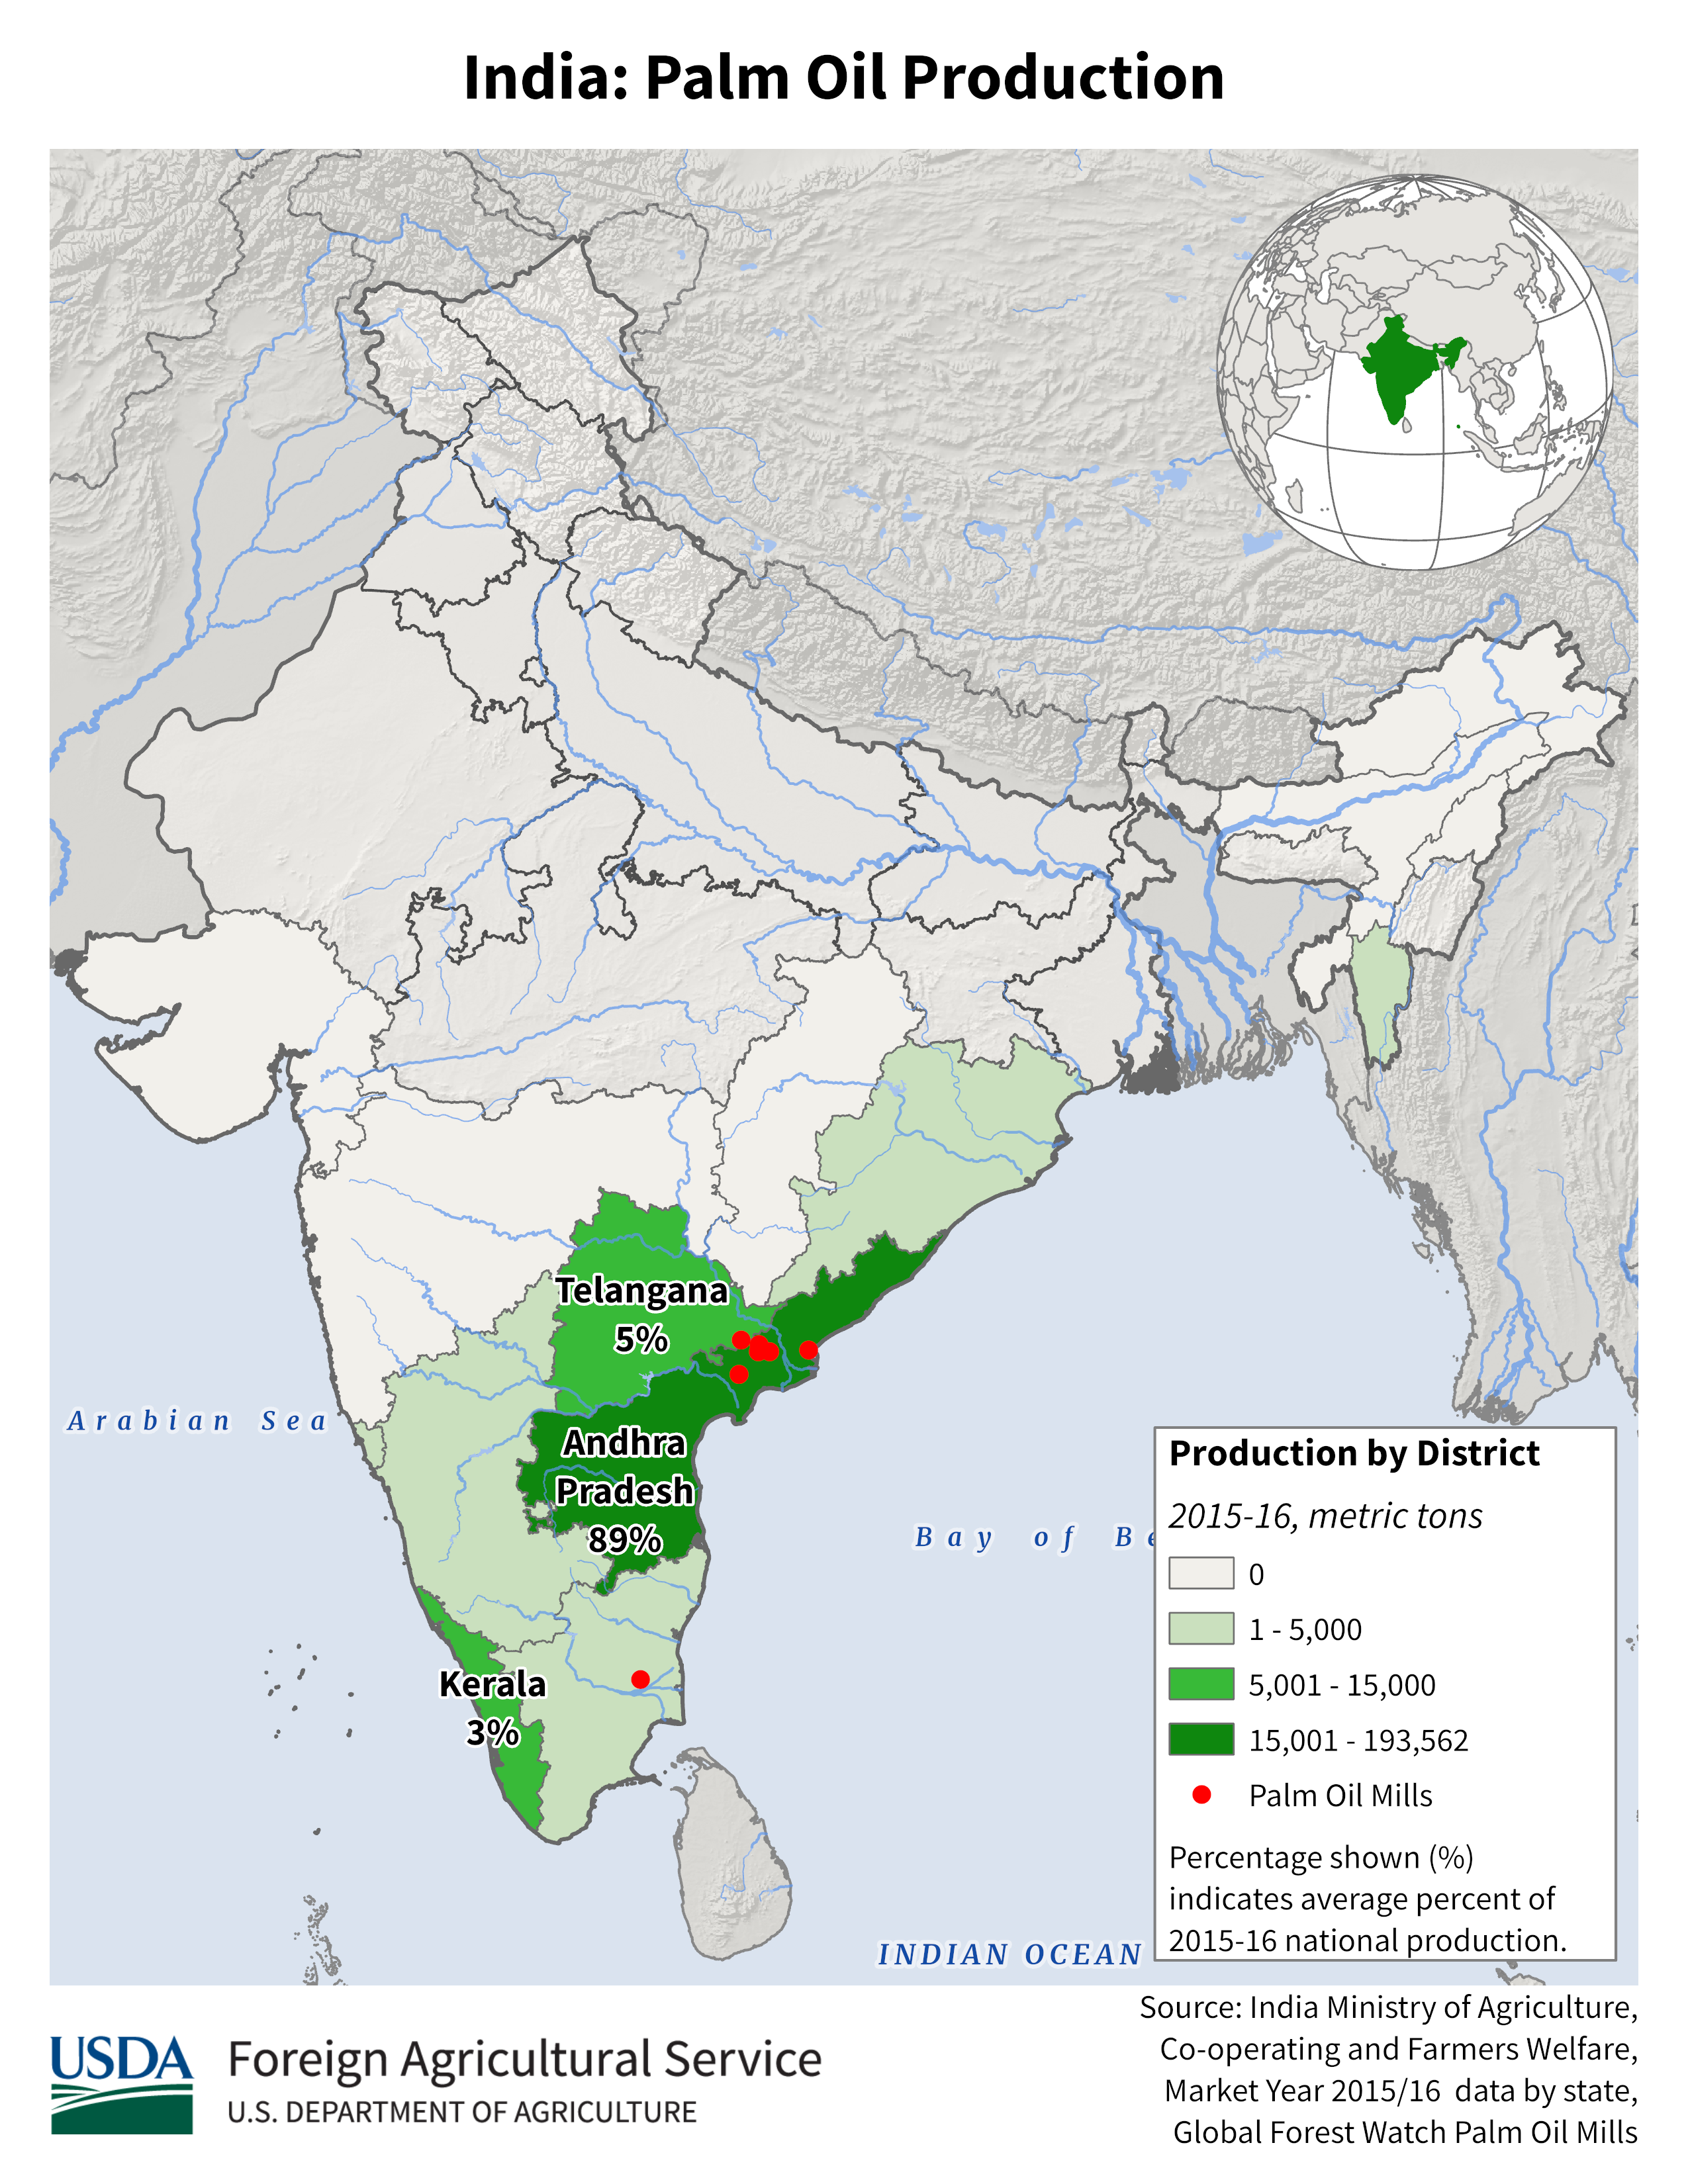 India: Palm Oil Production
Telangana
5%
Arabian Sea
Andhra
Pradesh
89%
Bay of Be
Kerala
3%
INDIAN OCEAN
Production by District
2015-16, metric tons
0
1 - 5,000
5,001 - 15,000
15,001 - 193,562
Palm Oil Mills
Percentage shown (%)
indicates average percent of
2015-16 national production.
Source: India Ministry of Agriculture,
Co-operating and Farmers Welfare,
Market Year 2015/16 data by state,
Global Forest Watch Palm Oil Mills
USDA
Foreign Agricultural Service
U.S. DEPARTMENT OF AGRICULTURE